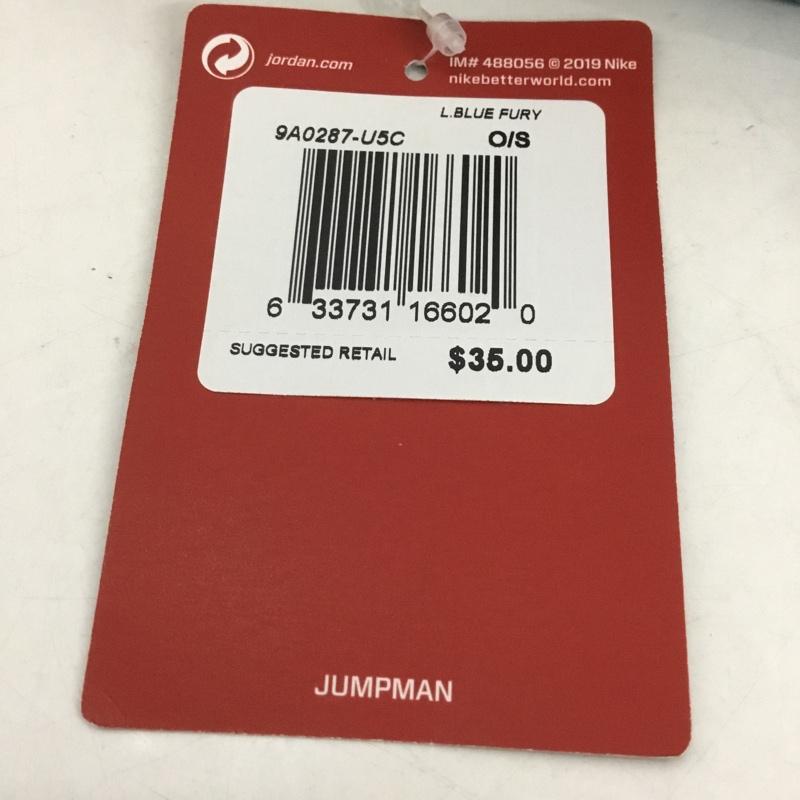 jordan.com
IM# 488056 © 2019 Nike
nikebetterworld.com
L.BLUE FURY
9A0287-U5C O/S
6 33731 16602 0
SUGGESTED RETAIL $35.00
JUMPMAN